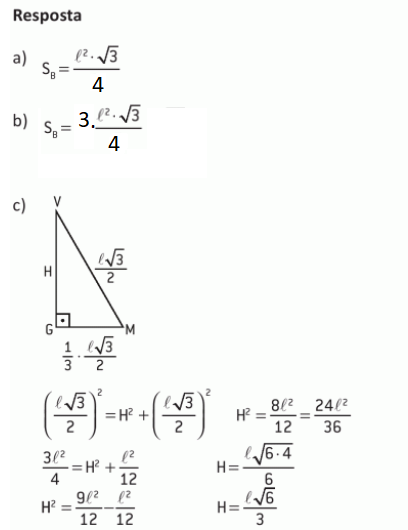 Resposta
a) S_B = ℓ²·√3 / 4
b) S_B = 3. ℓ²·√3 / 4
c)
V
H
ℓ√3 / 2
G
M
1/3 · ℓ√3 / 2
(ℓ√3 / 2)² = H² + (ℓ√3 / 2)²
H² = 8ℓ² / 12 = 24ℓ² / 36
3ℓ² / 4 = H² + ℓ² / 12
H = ℓ√6·4 / 6
H² = 9ℓ² / 12 − ℓ² / 12
H = ℓ√6 / 3